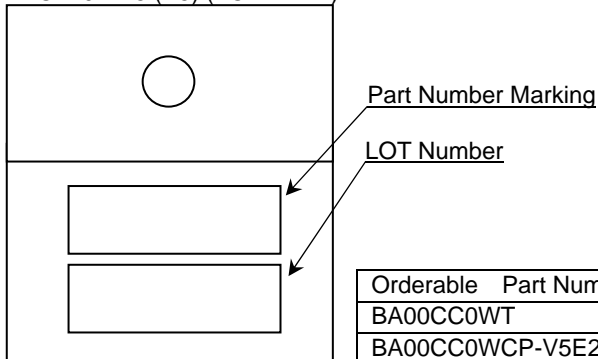 Part Number Marking
LOT Number
Orderable Part Num
BA00CC0WT
BA00CC0WCP-V5E2